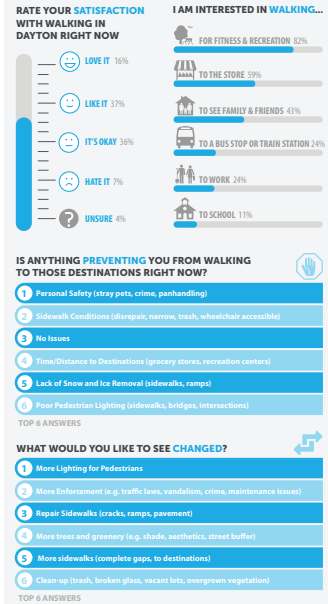 RATE YOUR SATISFACTION
WITH WALKING IN
DAYTON RIGHT NOW
LOVE IT 16%
LIKE IT 37%
IT'S OKAY 36%
HATE IT 7%
? UNSURE 4%
I AM INTERESTED IN WALKING...
FOR FITNESS & RECREATION 82%
TO THE STORE 59%
TO SEE FAMILY & FRIENDS 43%
TO A BUS STOP OR TRAIN STATION 24%
TO WORK 24%
TO SCHOOL 11%
IS ANYTHING PREVENTING YOU FROM WALKING
TO THOSE DESTINATIONS RIGHT NOW?
1 Personal Safety (stray pets, crime, panhandling)
2 Sidewalk Conditions (disrepair, narrow, trash, wheelchair accessible)
3 No Issues
4 Time/Distance to Destinations (grocery stores, recreation centers)
5 Lack of Snow and Ice Removal (sidewalks, ramps)
6 Poor Pedestrian Lighting (sidewalks, bridges, intersections)
TOP 6 ANSWERS
WHAT WOULD YOU LIKE TO SEE CHANGED?
1 More Lighting for Pedestrians
2 More Enforcement (e.g. traffic laws, vandalism, crime, maintenance issues)
3 Repair Sidewalks (cracks, ramps, pavement)
4 More trees and greenery (e.g. shade, aesthetics, street buffer)
5 More sidewalks (complete gaps, to destinations)
6 Clean-up (trash, broken glass, vacant lots, overgrown vegetation)
TOP 6 ANSWERS